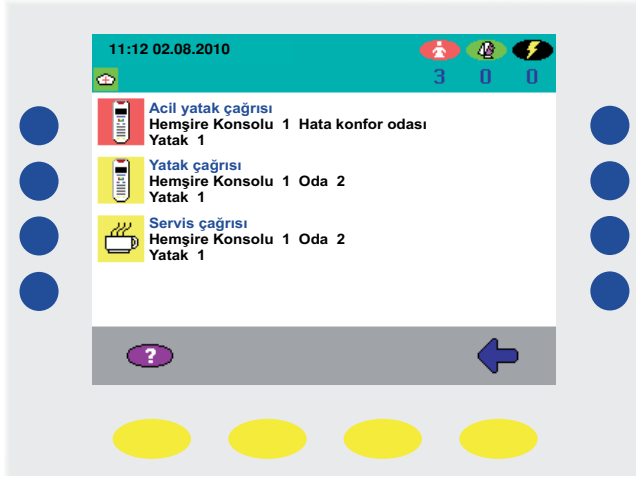 11:12 02.08.2010
3 0 0
Acil yatak çağrısı
Hemşire Konsolu 1 Hata konfor odası
Yatak 1
Yatak çağrısı
Hemşire Konsolu 1 Oda 2
Yatak 1
Servis çağrısı
Hemşire Konsolu 1 Oda 2
Yatak 1
?